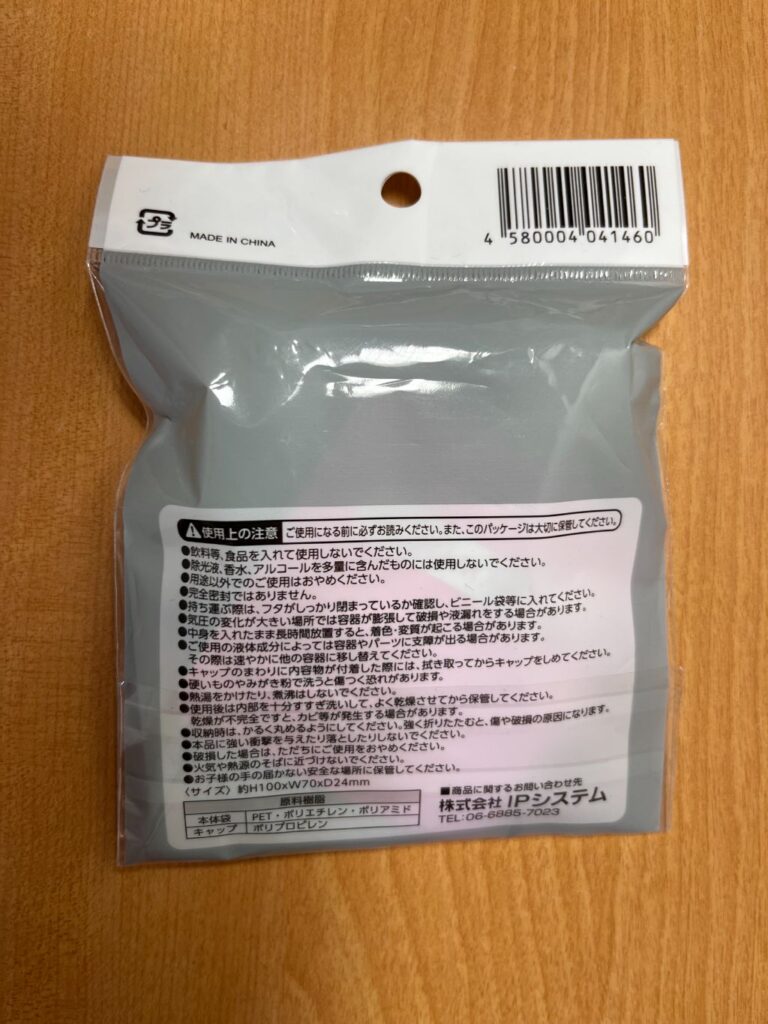 プラ
MADE IN CHINA
4 580004 041460
使用上の注意 ご使用になる前に必ずお読みください。また、このパッケージは大切に保管してください。
●飲料等、食品を入れて使用しないでください。
●除光液、香水、アルコールを多量に含んだものには使用しないでください。
●用途以外でのご使用はおやめください。
●完全密封ではありません。
●持ち運ぶ際は、フタがしっかり閉まっているか確認し、ビニール袋等に入れてください。
●気圧の変化が大きい場所では容器が膨張して破損や液漏れをする場合があります。
●中身を入れたまま長時間放置すると、着色・変質が起こる場合があります。
●ご使用の液体成分によっては容器やパーツに支障が出る場合があります。
その際は速やかに他の容器に移し替えてください。
●キャップのまわりに内容物が付着した際には、拭き取ってからキャップをしめてください。
●硬いものやみがき粉で洗うと傷つく恐れがあります。
●熱湯をかけたり、煮沸はしないでください。
●使用後は内部を十分すすぎ洗いして、よく乾燥させてから保管してください。
乾燥が不完全ですと、カビ等が発生する場合があります。
●収納時は、かるく丸めるようにしてください。強く折りたたむと、傷や破損の原因になります。
●本品に強い衝撃を与えたり落としたりしないでください。
●破損した場合は、ただちにご使用をおやめください。
●火気や熱源のそばに近づけないでください。
●お子様の手の届かない安全な場所に保管してください。
〈サイズ〉約H100xW70xD24mm
原料樹脂
本体袋 PET・ポリエチレン・ポリアミド
キャップ ポリプロピレン
■商品に関するお問い合わせ先
株式会社IPシステム
TEL:06-6885-7023